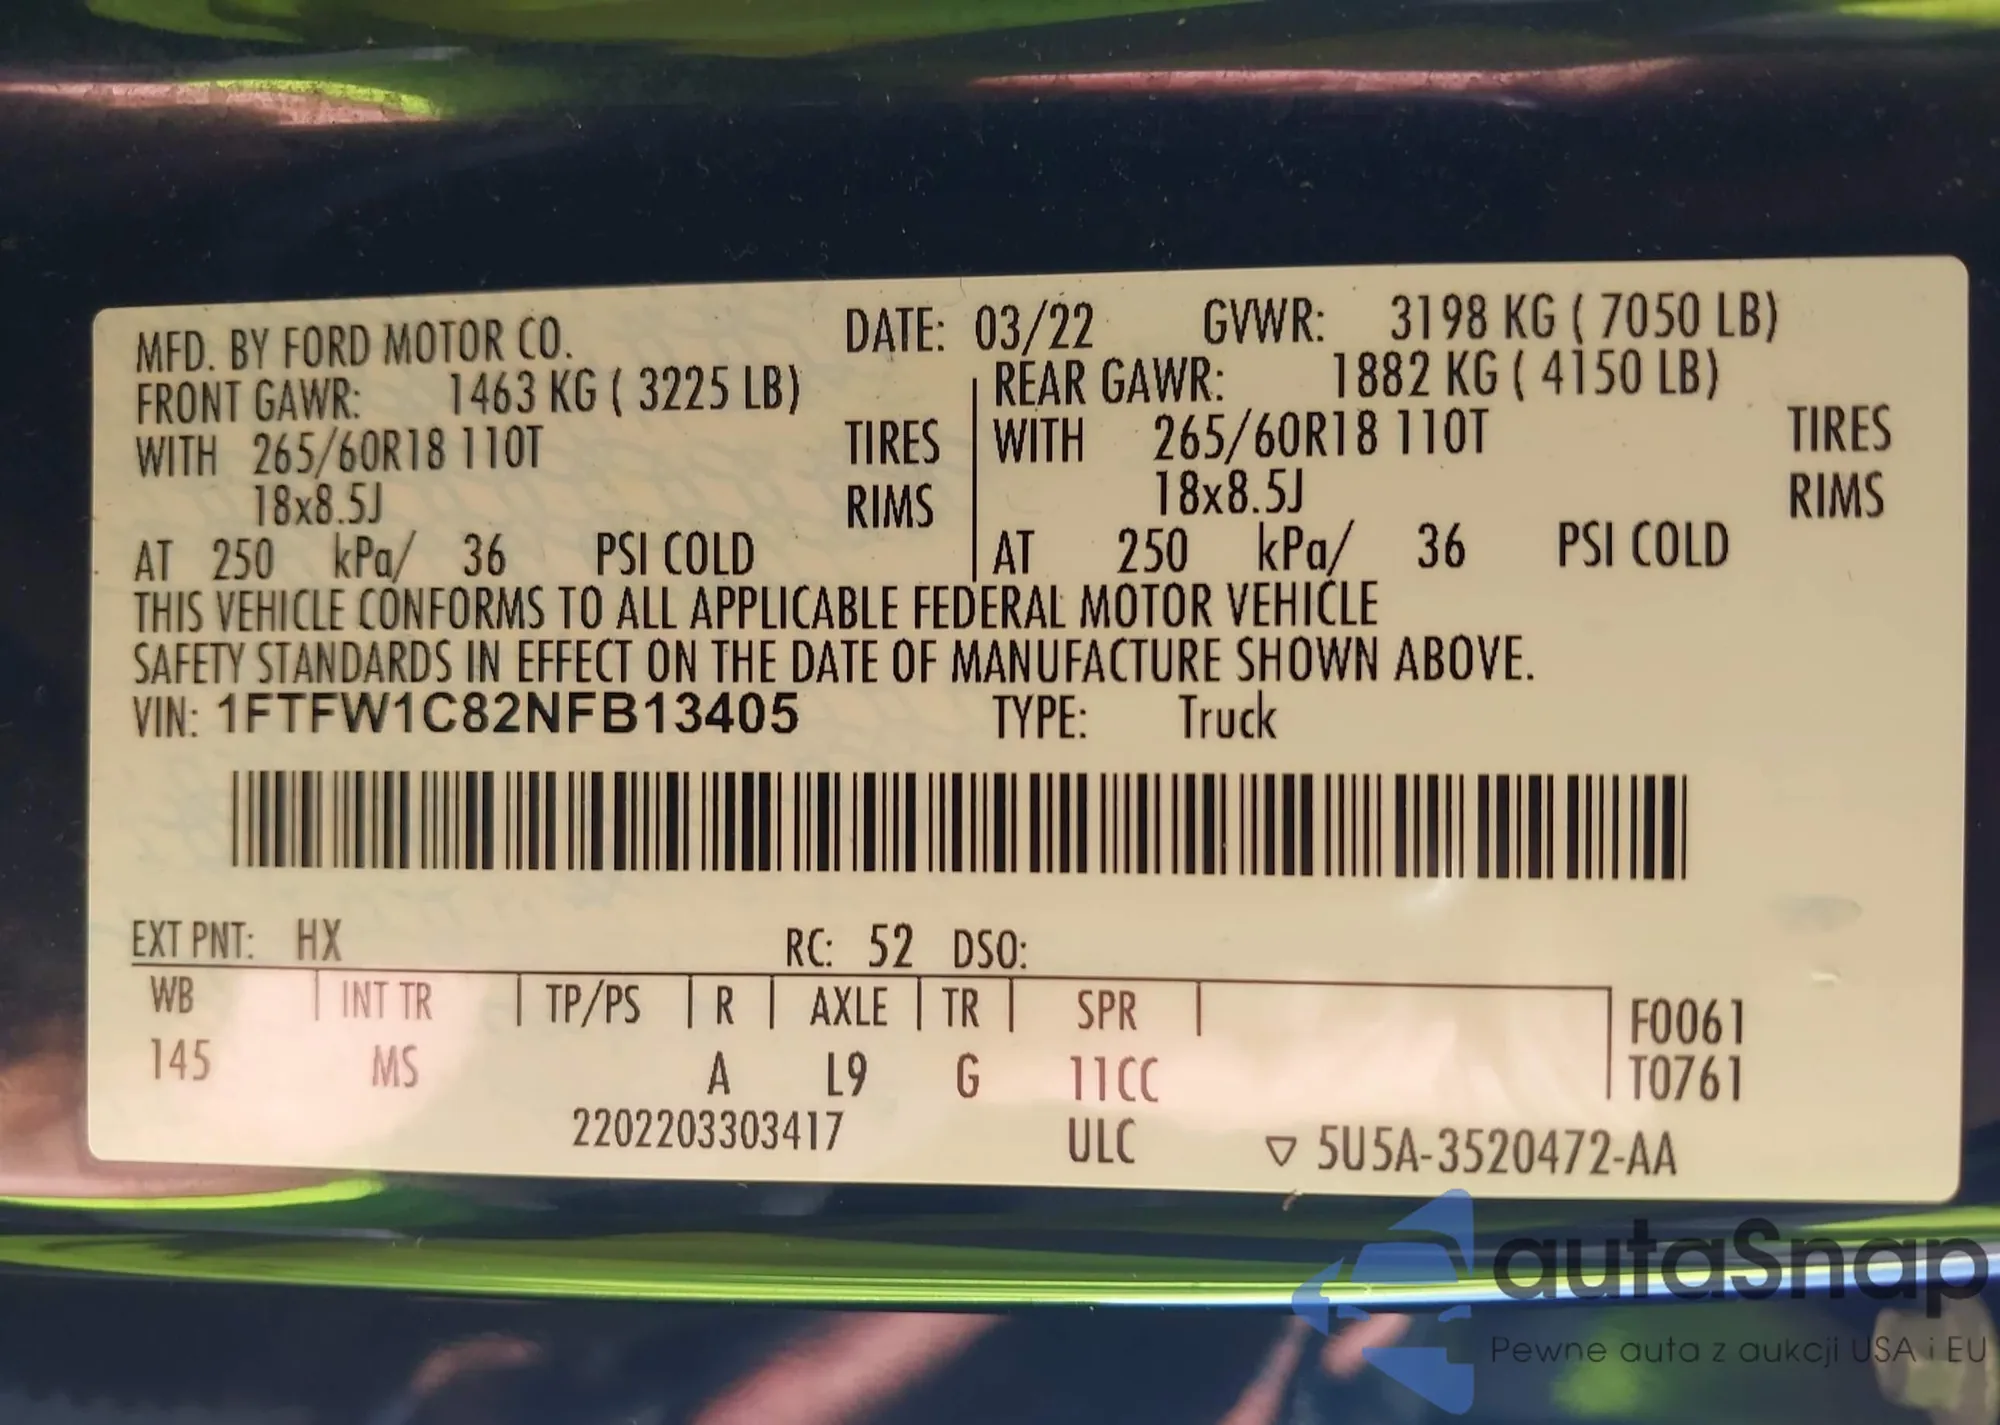 MFD. BY FORD MOTOR CO. DATE: 03/22 GVWR: 3198 KG ( 7050 LB)
FRONT GAWR: 1463 KG ( 3225 LB) REAR GAWR: 1882 KG ( 4150 LB)
WITH 265/60R18 110T TIRES WITH 265/60R18 110T TIRES
18x8.5J RIMS 18x8.5J RIMS
AT 250 kPa/ 36 PSI COLD AT 250 kPa/ 36 PSI COLD
THIS VEHICLE CONFORMS TO ALL APPLICABLE FEDERAL MOTOR VEHICLE
SAFETY STANDARDS IN EFFECT ON THE DATE OF MANUFACTURE SHOWN ABOVE.
VIN: 1FTFW1C82NFB13405 TYPE: Truck
EXT PNT: HX RC: 52 DSO:
WB INT TR TP/PS R AXLE TR SPR F0061
145 MS A L9 G 11CC T0761
2202203303417 ULC ▽ 5U5A-3520472-AA
autaSnap
Pewne auta z aukcji USA i EU